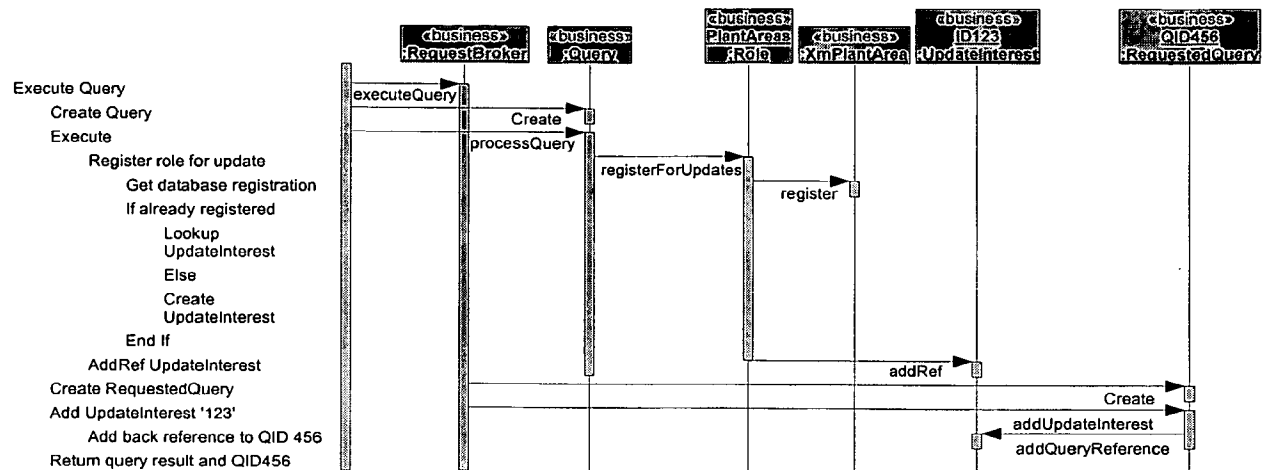 «business»
:RequestBroker
«business»
:Query
«business»
PlantAreas
:Role
«business»
:XmPlantArea
«business»
ID123
:UpdateInterest
«business»
QID456
:RequestedQuery
Execute Query
executeQuery
Create Query
Create
Execute
processQuery
Register role for update
registerForUpdates
Get database registration
register
If already registered
Lookup
UpdateInterest
Else
Create
UpdateInterest
End If
AddRef UpdateInterest
addRef
Create RequestedQuery
Create
Add UpdateInterest '123'
addUpdateInterest
Add back reference to QID 456
addQueryReference
Return query result and QID456